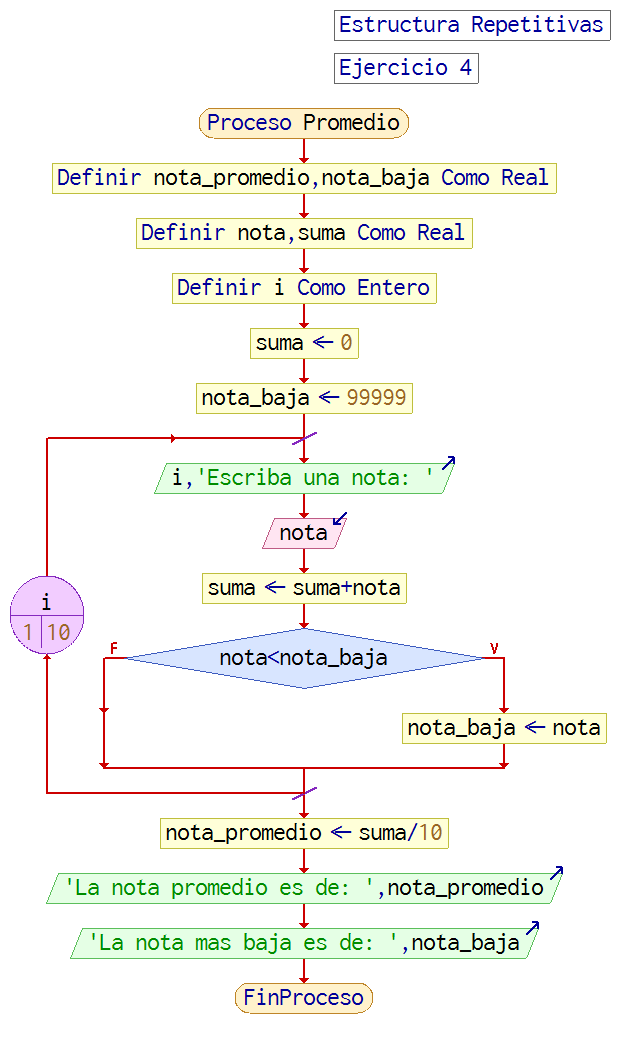 Estructura Repetitivas
Ejercicio 4
Proceso Promedio
Definir nota_promedio,nota_baja Como Real
Definir nota,suma Como Real
Definir i Como Entero
suma ← 0
nota_baja ← 99999
i,'Escriba una nota: '
nota
suma ← suma+nota
i
1 10
F
nota<nota_baja
V
nota_baja ← nota
nota_promedio ← suma/10
'La nota promedio es de: ',nota_promedio
'La nota mas baja es de: ',nota_baja
FinProceso